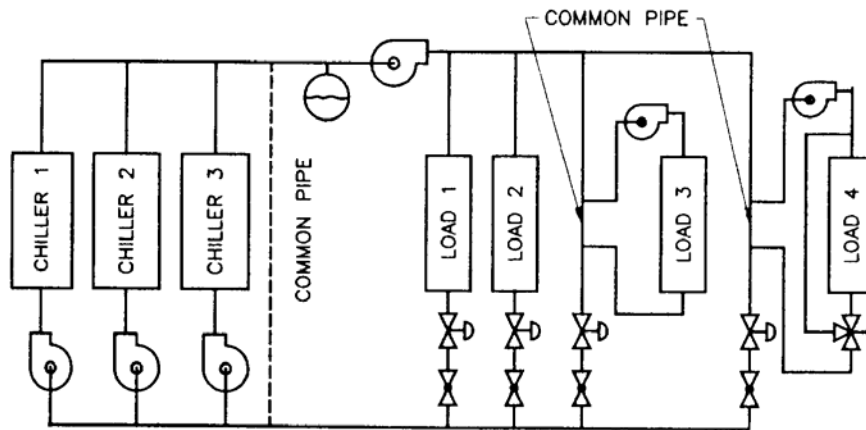 COMMON PIPE
CHILLER 1
CHILLER 2
CHILLER 3
COMMON PIPE
LOAD 1
LOAD 2
LOAD 3
LOAD 4